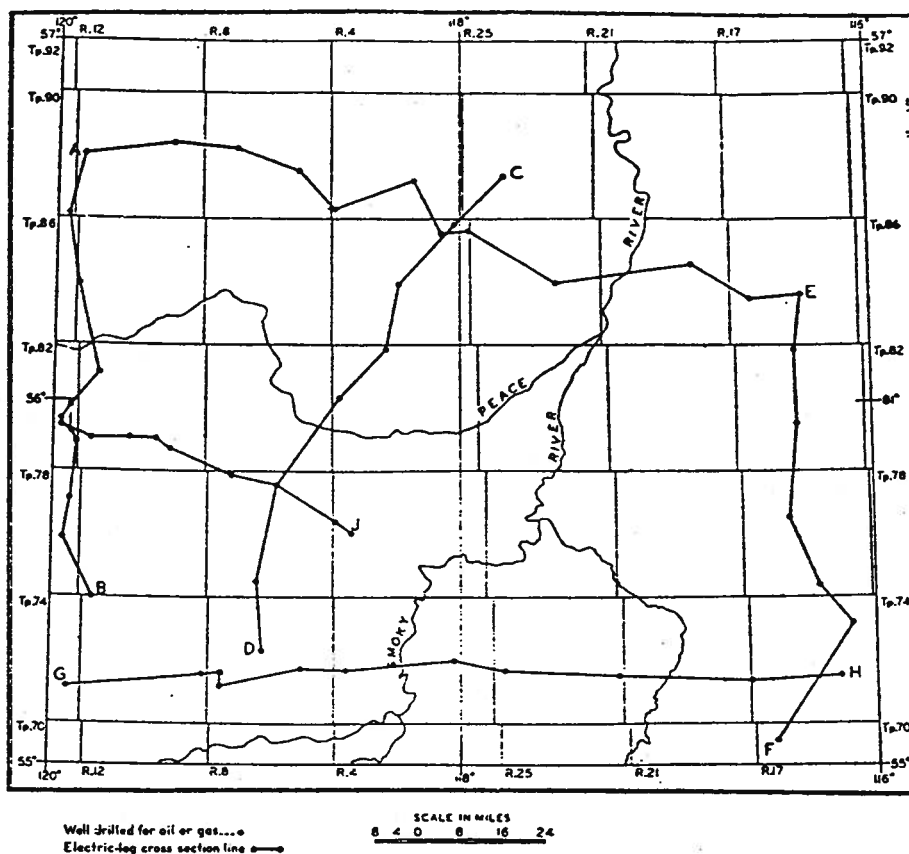 120° R.12 R.8 R.4 118° R.25 R.21 R.17 116°
57° 57°
Tp.92 Tp.92
Tp.90 Tp.90
A C
Tp.86 Tp.86
RIVER
PEACE
E
Tp.82 Tp.82
56°
PEACE
RIVER
Tp.78 Tp.78
J
B
Tp.74 Tp.74
D
SMOKY
G H
Tp.70 Tp.70
F
55° 55°
120° R.12 R.8 R.4 118° R.25 R.21 R.17 116°
Well drilled for oil or gas....
Electric-log cross section line
SCALE IN MILES
8 4 0 8 16 24